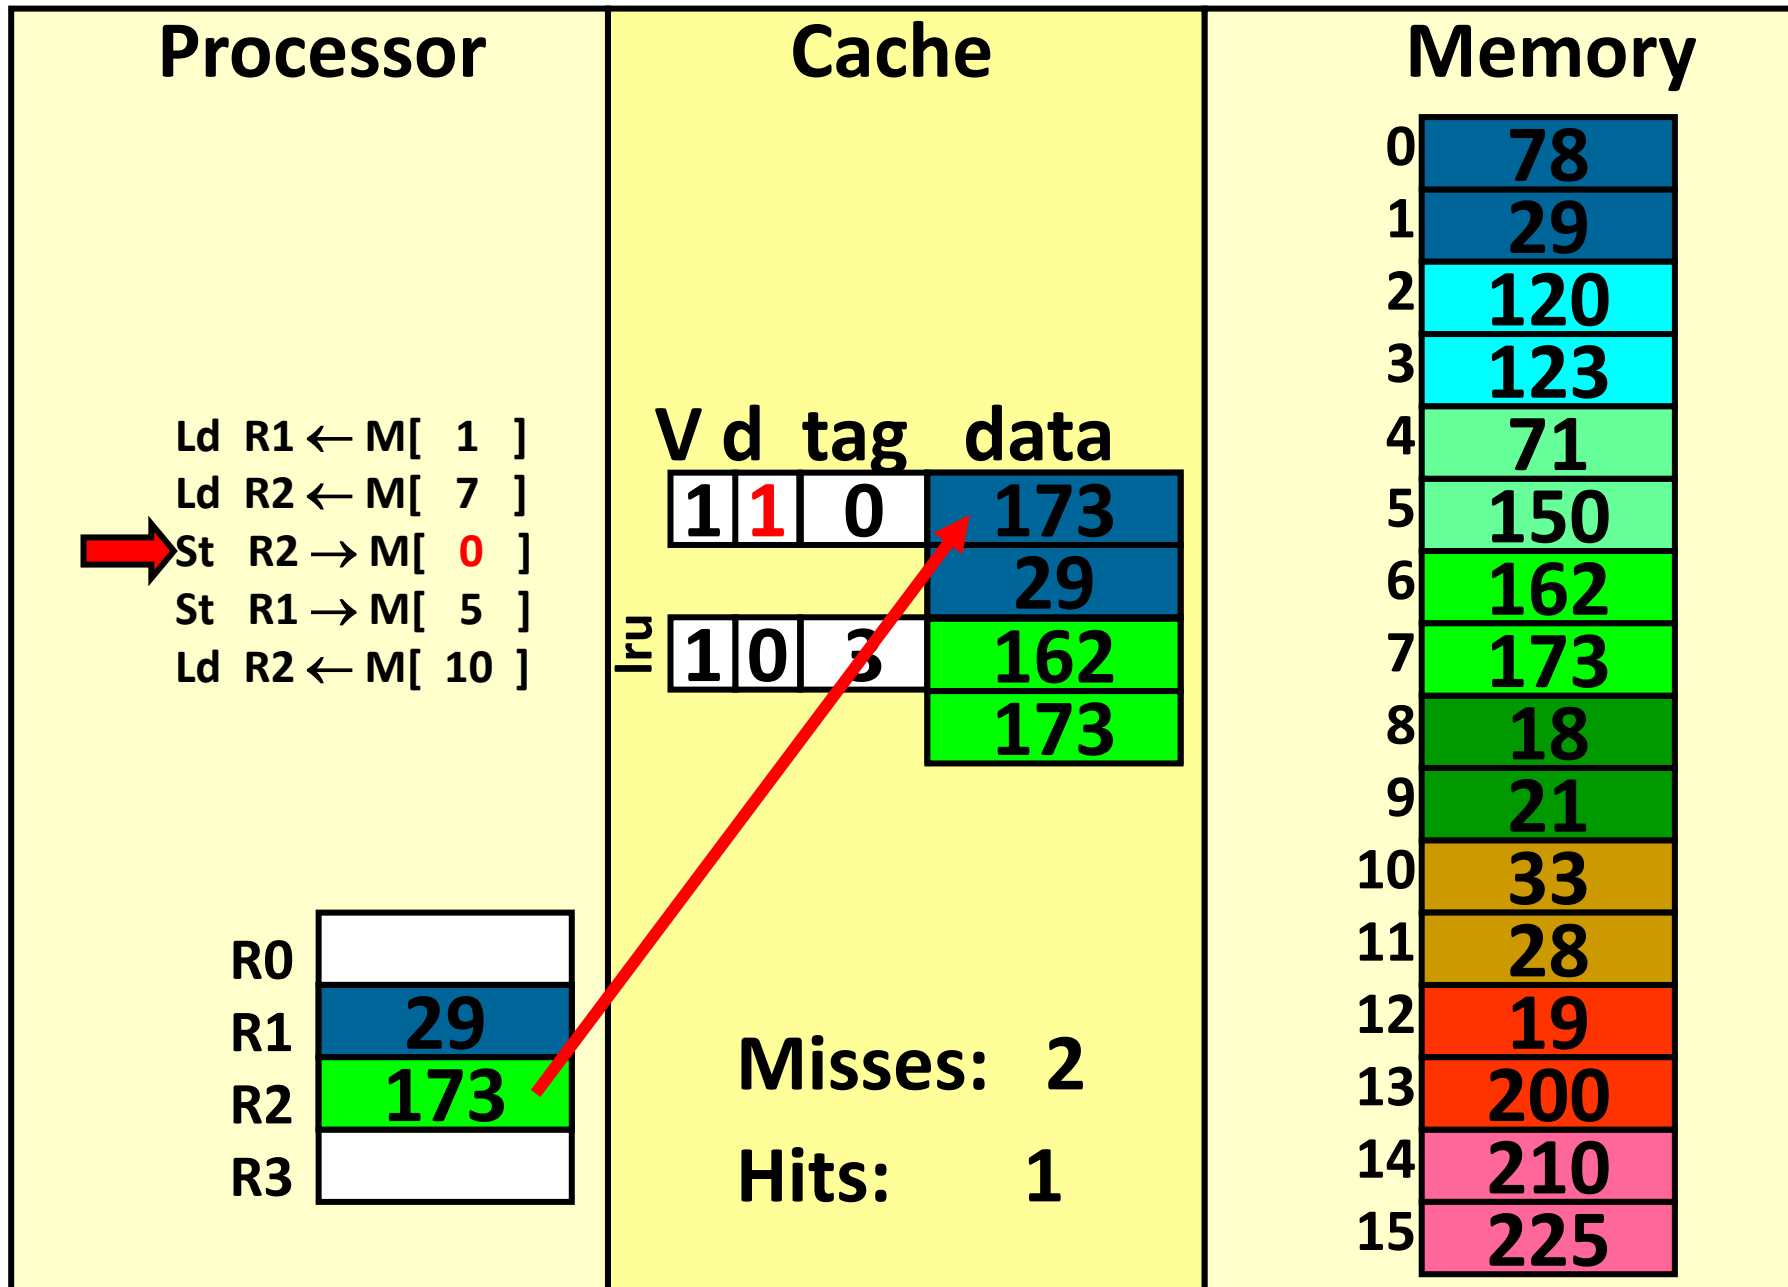 Processor
Ld R1 ← M[ 1 ]
Ld R2 ← M[ 7 ]
St R2 → M[ 0 ]
St R1 → M[ 5 ]
Ld R2 ← M[ 10 ]
R0
R1 29
R2 173
R3
Cache
V d tag data
1 1 0 173
29
lru 1 0 3 162
173
Misses: 2
Hits: 1
Memory
0 78
1 29
2 120
3 123
4 71
5 150
6 162
7 173
8 18
9 21
10 33
11 28
12 19
13 200
14 210
15 225